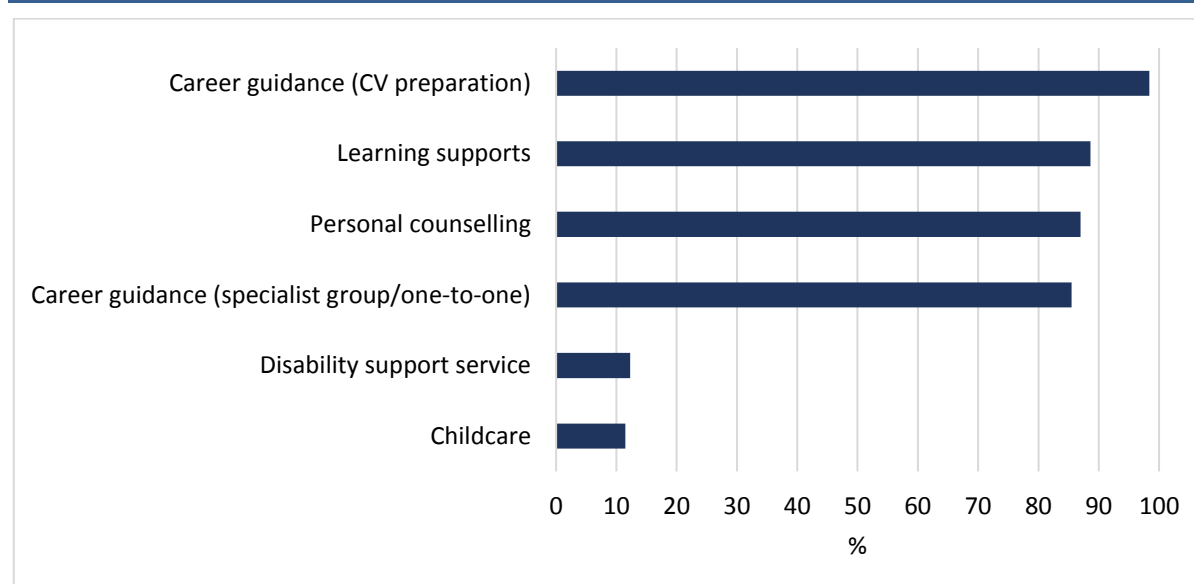 Career guidance (CV preparation)
Learning supports
Personal counselling
Career guidance (specialist group/one-to-one)
Disability support service
Childcare
0 10 20 30 40 50 60 70 80 90 100
%